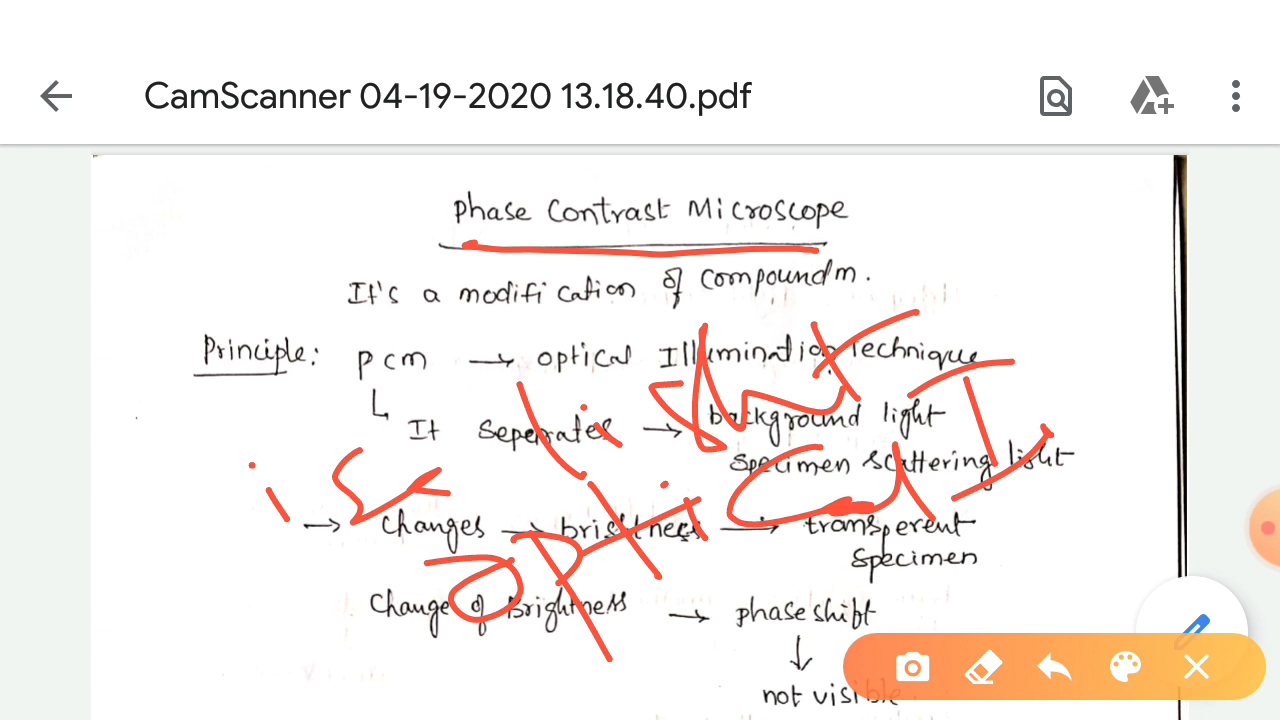 CamScanner 04-19-2020 13.18.40.pdf
Phase Contrast Microscope
It's a modification of compound m.
Principle: PCM → optical Illumination Technique
It seperates → background light
specimen scattering light
→ changes → brightness → transperent
specimen
Change of Brightness → phase shift
↓
not visible
is light
optical I